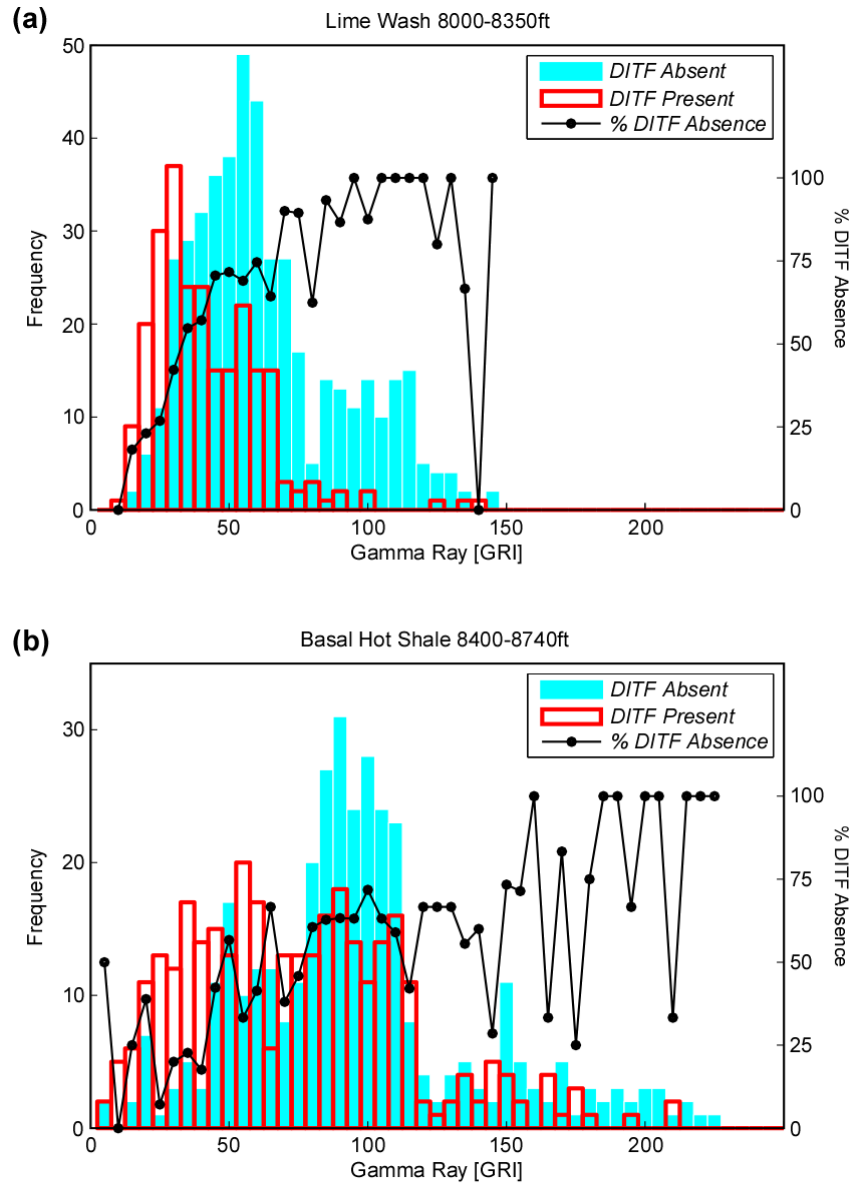 (a)
Lime Wash 8000-8350ft
DITF Absent
DITF Present
% DITF Absence
50
40
30
20
10
0
Frequency
100
75
50
25
0
% DITF Absence
0 50 100 150 200
Gamma Ray [GRI]
(b)
Basal Hot Shale 8400-8740ft
DITF Absent
DITF Present
% DITF Absence
30
20
10
0
Frequency
100
75
50
25
0
% DITF Absence
0 50 100 150 200
Gamma Ray [GRI]